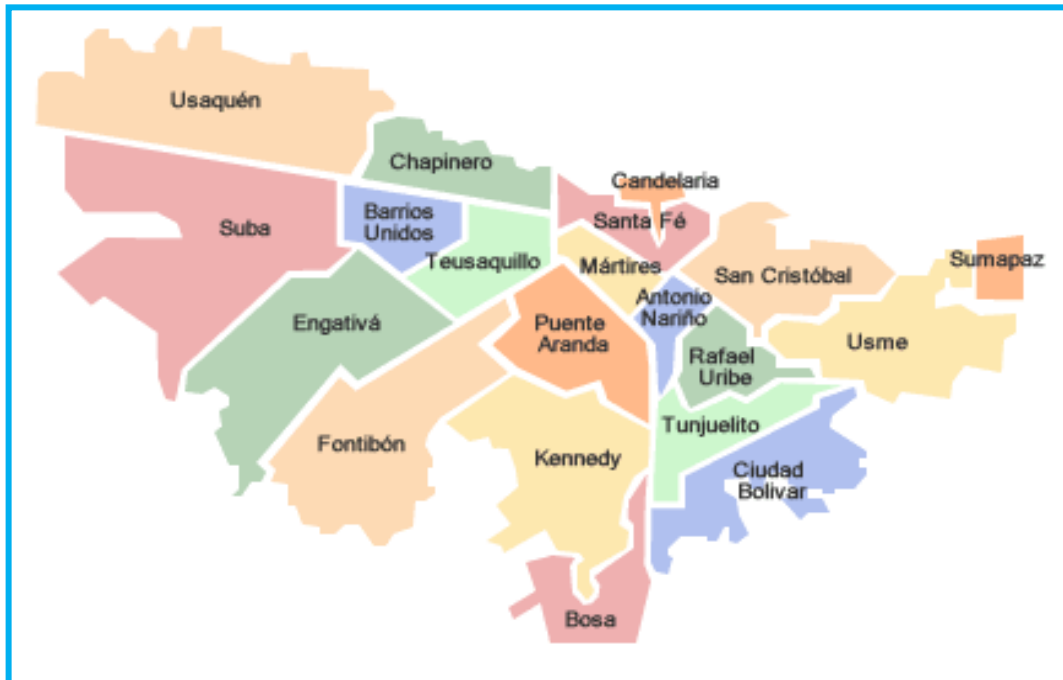 Usaquén
Chapinero
Candelaria
Barrios
Unidos
Suba
Santa Fé
Teusaquillo
Mártires
San Cristóbal
Sumapaz
Antonio
Nariño
Engativá
Puente
Aranda
Usme
Rafael
Uribe
Tunjuelito
Fontibón
Kennedy
Ciudad
Bolivar
Bosa